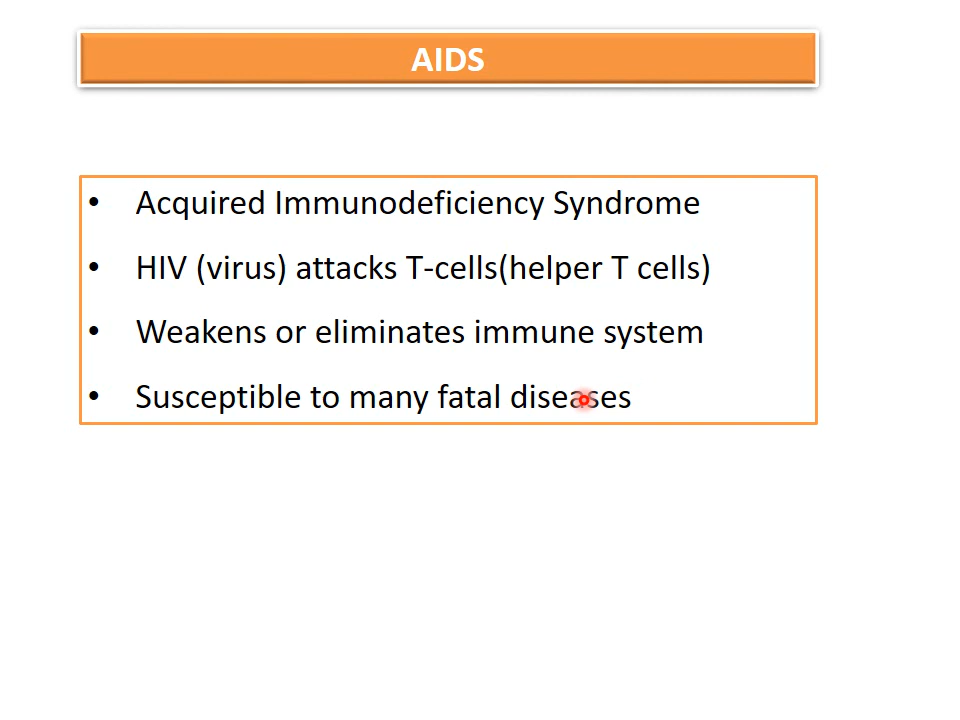 AIDS
• Acquired Immunodeficiency Syndrome
• HIV (virus) attacks T-cells(helper T cells)
• Weakens or eliminates immune system
• Susceptible to many fatal diseases